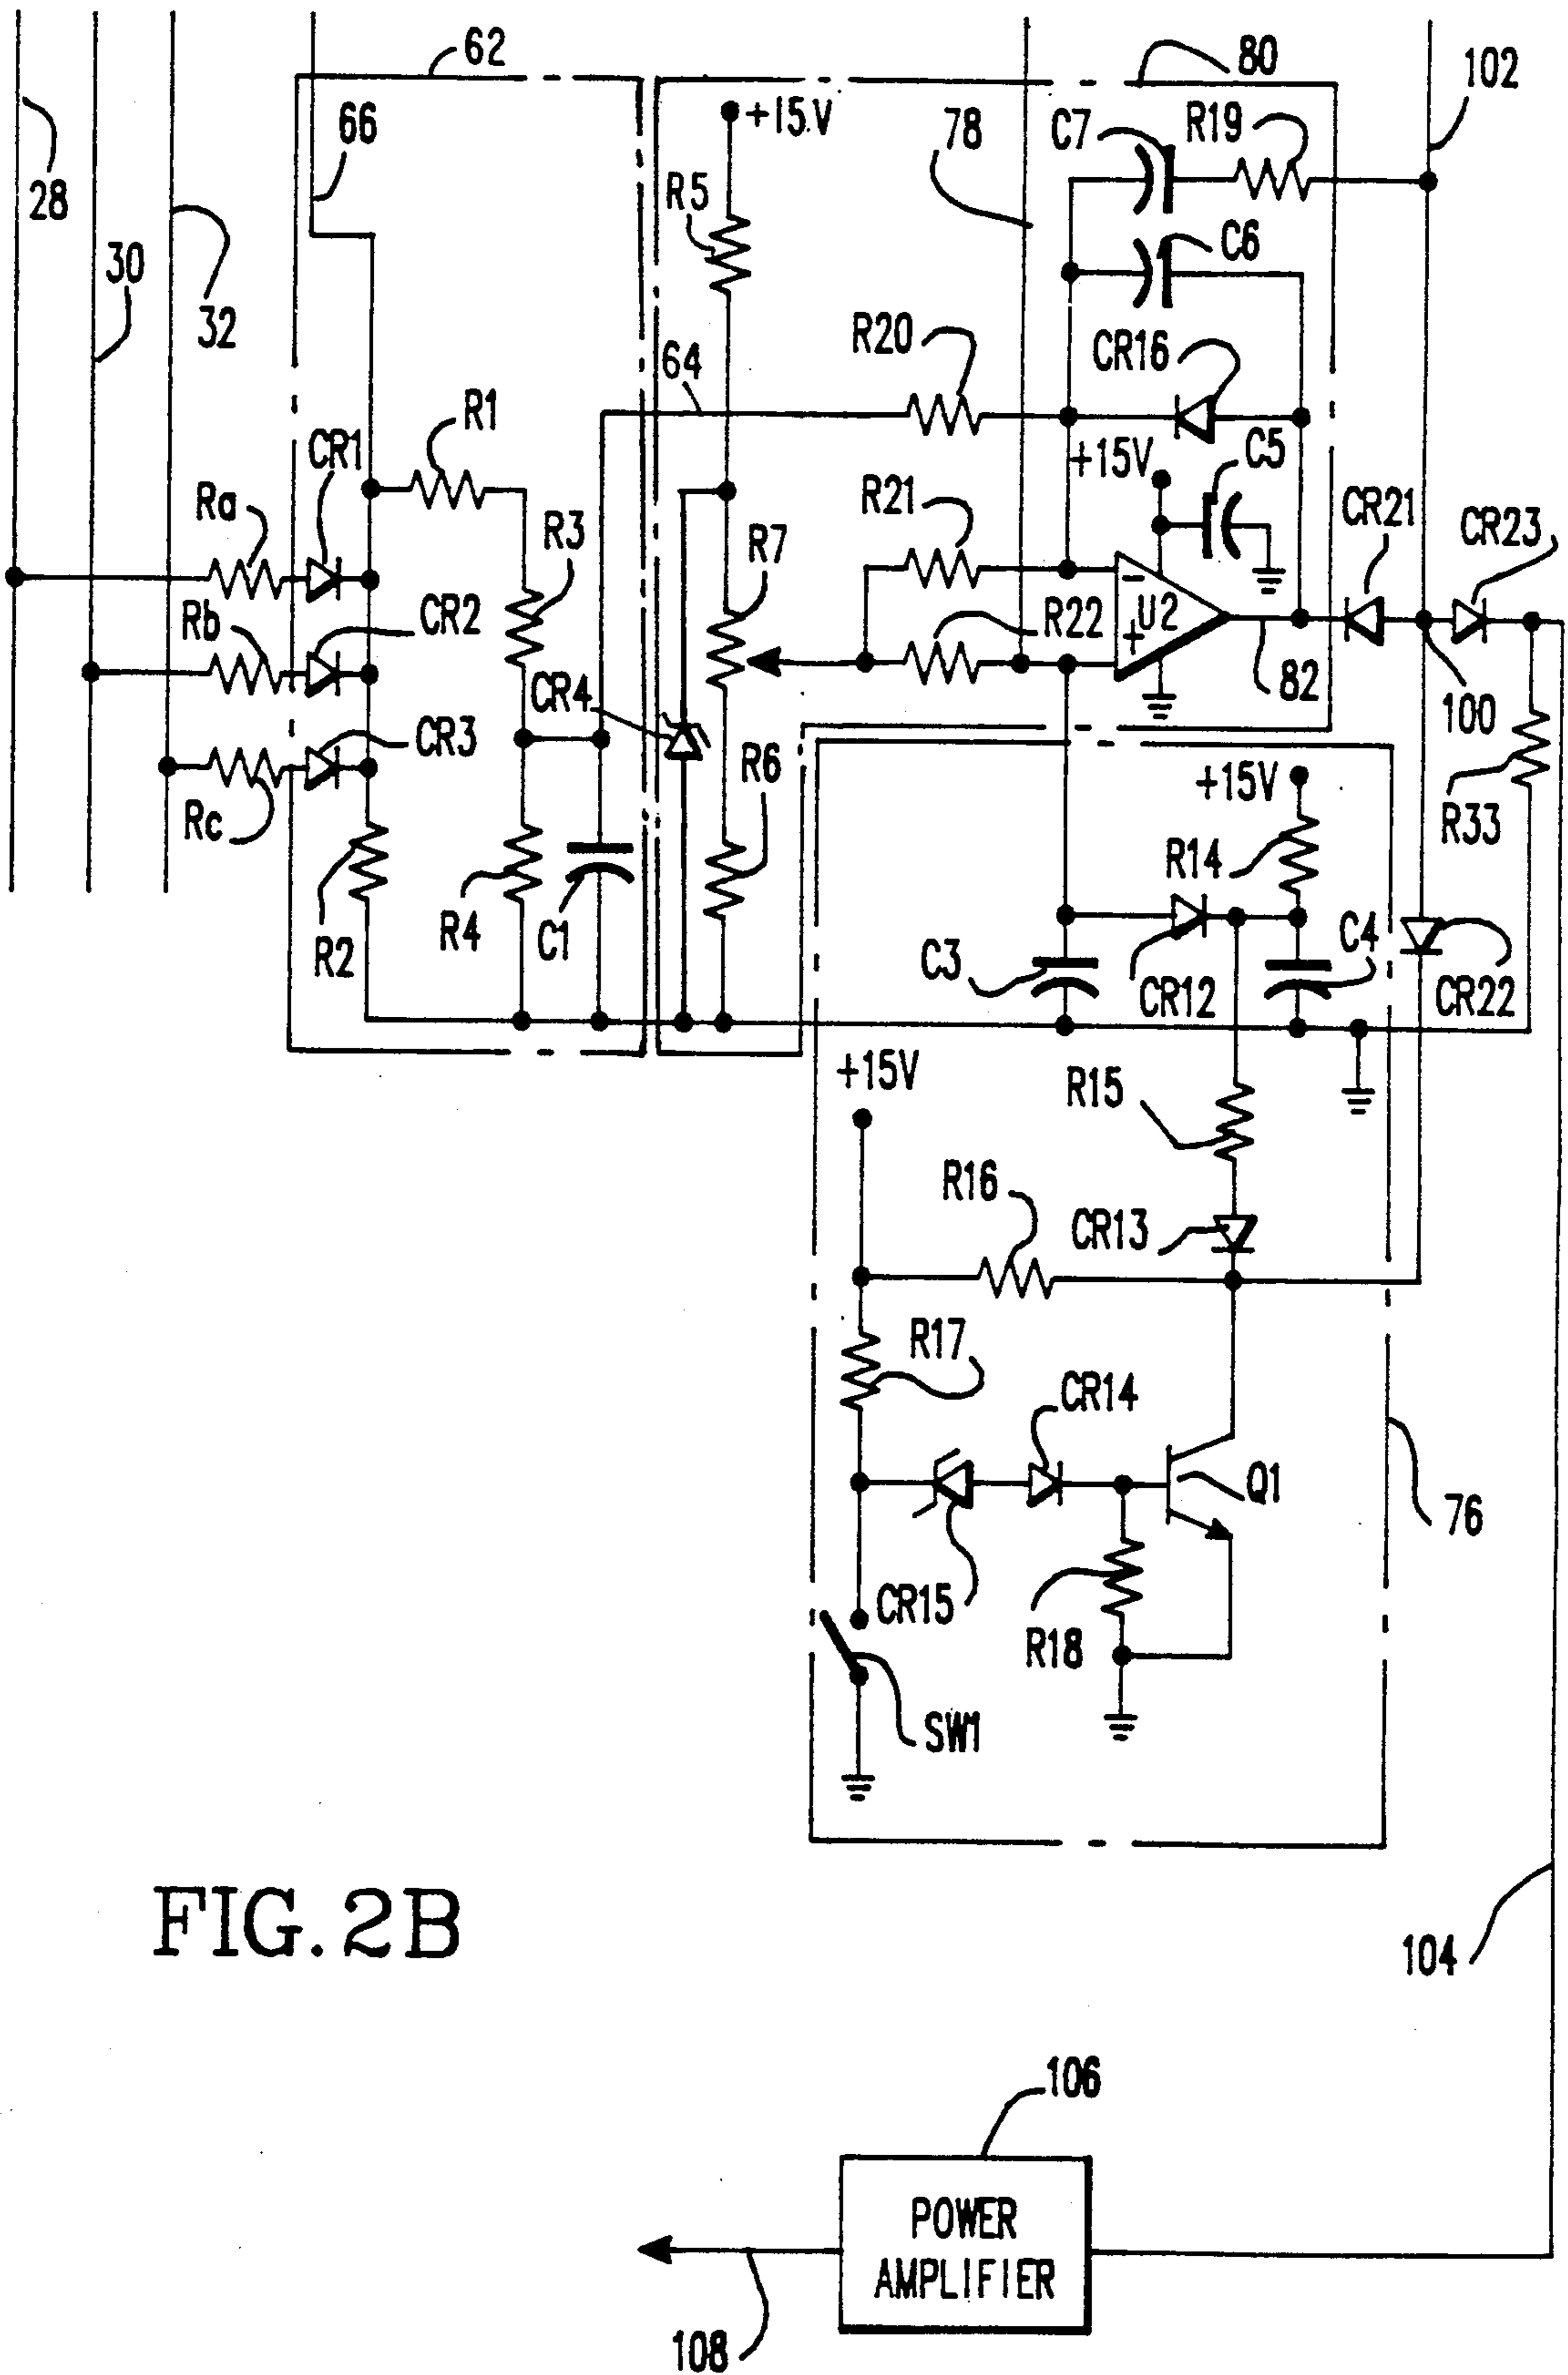 62
80
102
+15V
C7
R19
66
78
28
R5
C6
30
32
R20
CR16
64
R1
CR1
+15V
C5
Ra
R21
CR21
CR23
R3
R7
Rb
CR2
R22
U2
−
+
CR4
82
100
CR3
R6
+15V
Rc
R33
R14
R2
R4
C1
C3
C4
CR12
CR22
+15V
R15
R16
CR13
R17
CR14
Q1
76
CR15
R18
SW1
FIG. 2B
104
106
POWER
AMPLIFIER
108